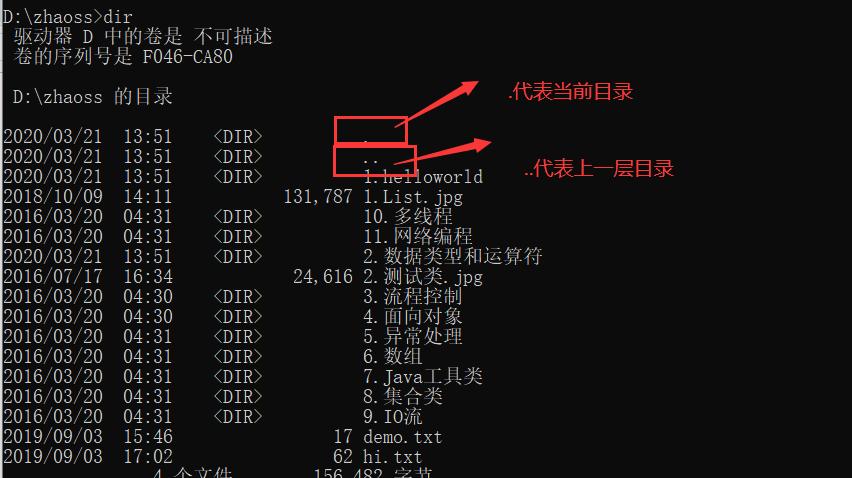 D:\zhaoss>dir
驱动器 D 中的卷是 不可描述
卷的序列号是 F046-CA80
D:\zhaoss 的目录
.代表当前目录
2020/03/21  13:51    <DIR>          .
2020/03/21  13:51    <DIR>          ..
..代表上一层目录
2020/03/21  13:51    <DIR>          1.helloworld
2018/10/09  14:11           131,787 1.List.jpg
2016/03/20  04:31    <DIR>          10.多线程
2016/03/20  04:31    <DIR>          11.网络编程
2020/03/21  13:51    <DIR>          2.数据类型和运算符
2016/07/17  16:34            24,616 2.测试类.jpg
2016/03/20  04:30    <DIR>          3.流程控制
2016/03/20  04:30    <DIR>          4.面向对象
2016/03/20  04:31    <DIR>          5.异常处理
2016/03/20  04:31    <DIR>          6.数组
2016/03/20  04:31    <DIR>          7.Java工具类
2016/03/20  04:31    <DIR>          8.集合类
2016/03/20  04:31    <DIR>          9.IO流
2019/09/03  15:46                17 demo.txt
2019/09/03  17:02                62 hi.txt
4 个文件        156,482 字节